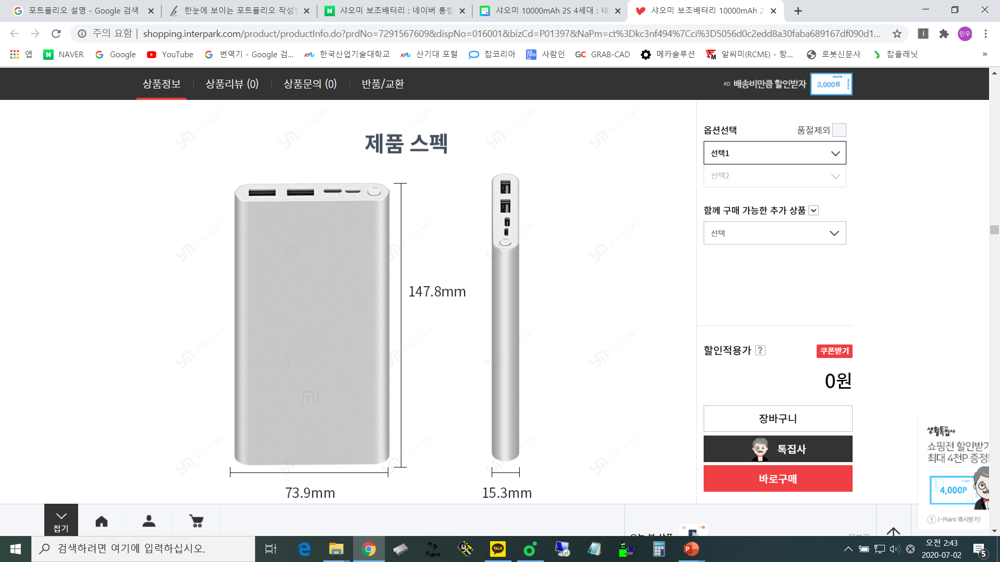 포트폴리오 설명 - Google 검색
한눈에 보이는 포트폴리오 작성
샤오미 보조배터리 : 네이버 통합
샤오미 10000mAh 2S 4세대 : 네
샤오미 보조배터리 10000mAh 2
주의 요함 | shopping.interpark.com/product/productInfo.do?prdNo=7291567609&dispNo=016001&bizCd=P01397&NaPm=ct%3Dkc3nf494%7Cci%3D5056d0c2edd8a30faba689167df090d1...
민우
앱 NAVER Google YouTube 번역기 - Google 검... 한국산업기술대학교 산기대 포털 잡코리아 사람인 GRAB-CAD 메카솔루션 알씨미(RCME) - 항... 로봇신문사 잡플래닛 »
상품정보 상품리뷰 (0) 상품문의 (0) 반품/교환
AD 배송비만큼 할인받자 3,000원
제품 스펙
147.8mm
73.9mm
15.3mm
YOUMI
옵션선택 품절제외
선택1
선택2
함께 구매 가능한 추가 상품
선택
할인적용가 ? 쿠폰받기
0원
장바구니
톡집사
바로구매
생활톡집사
쇼핑전 할인받기
최대 4천P 증정!
4,000P
I-Point 즉시받기!
접기
검색하려면 여기에 입력하십시오.
TALK
My Robot
오전 2:43
2020-07-02
5